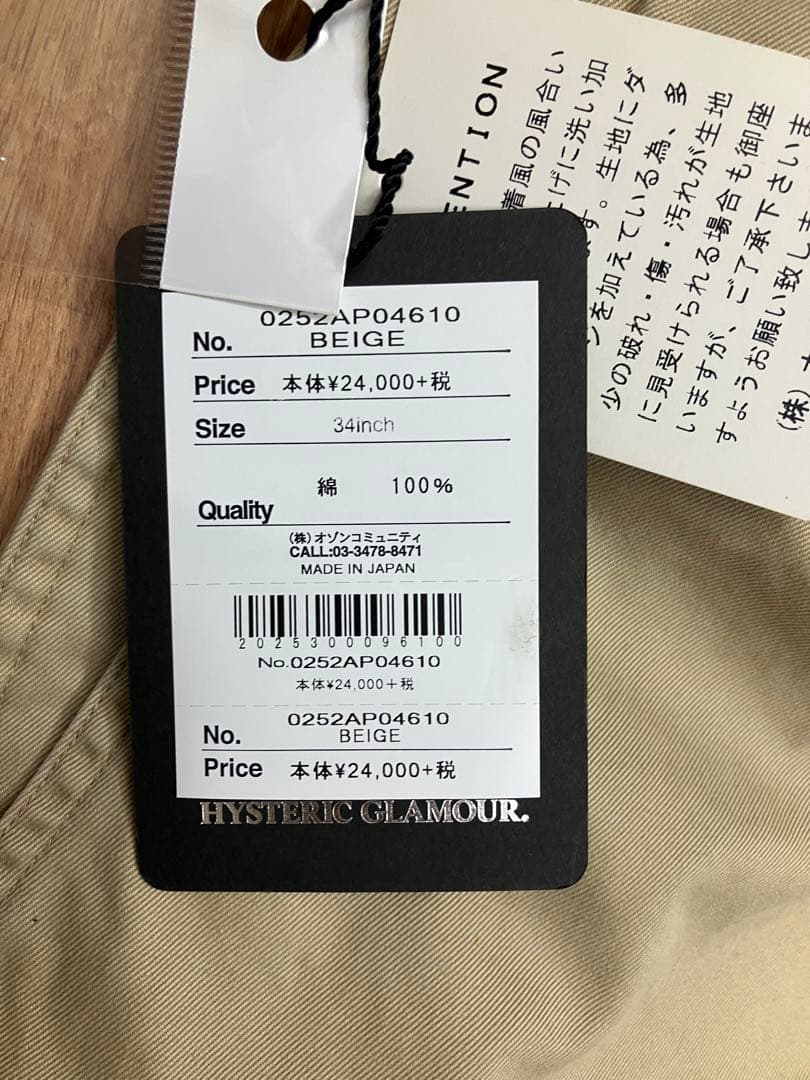 0252AP04610
No. BEIGE
Price 本体¥24,000+税
Size 34inch
綿 100%
Quality
(株)オゾンコミュニティ
CALL:03-3478-8471
MADE IN JAPAN
2025300096100
No.0252AP04610
本体¥24,000+税
0252AP04610
No. BEIGE
Price 本体¥24,000+税
HYSTERIC GLAMOUR.
ENTION
着風の風合い
げに洗い加
す。生地にダ
を加えている為、多
少の破れ・傷・汚れが生地
に見受けられる場合も御座
いますが、ご了承下さいま
すようお願い致しま
(株)